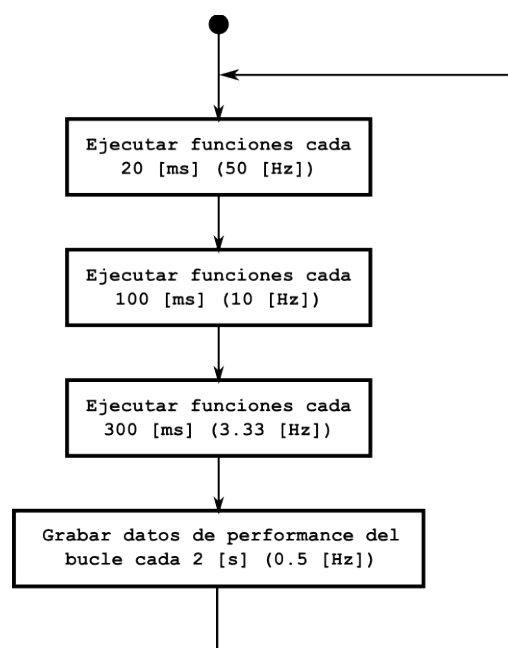 Ejecutar funciones cada
20 [ms] (50 [Hz])
Ejecutar funciones cada
100 [ms] (10 [Hz])
Ejecutar funciones cada
300 [ms] (3.33 [Hz])
Grabar datos de performance del
bucle cada 2 [s] (0.5 [Hz])